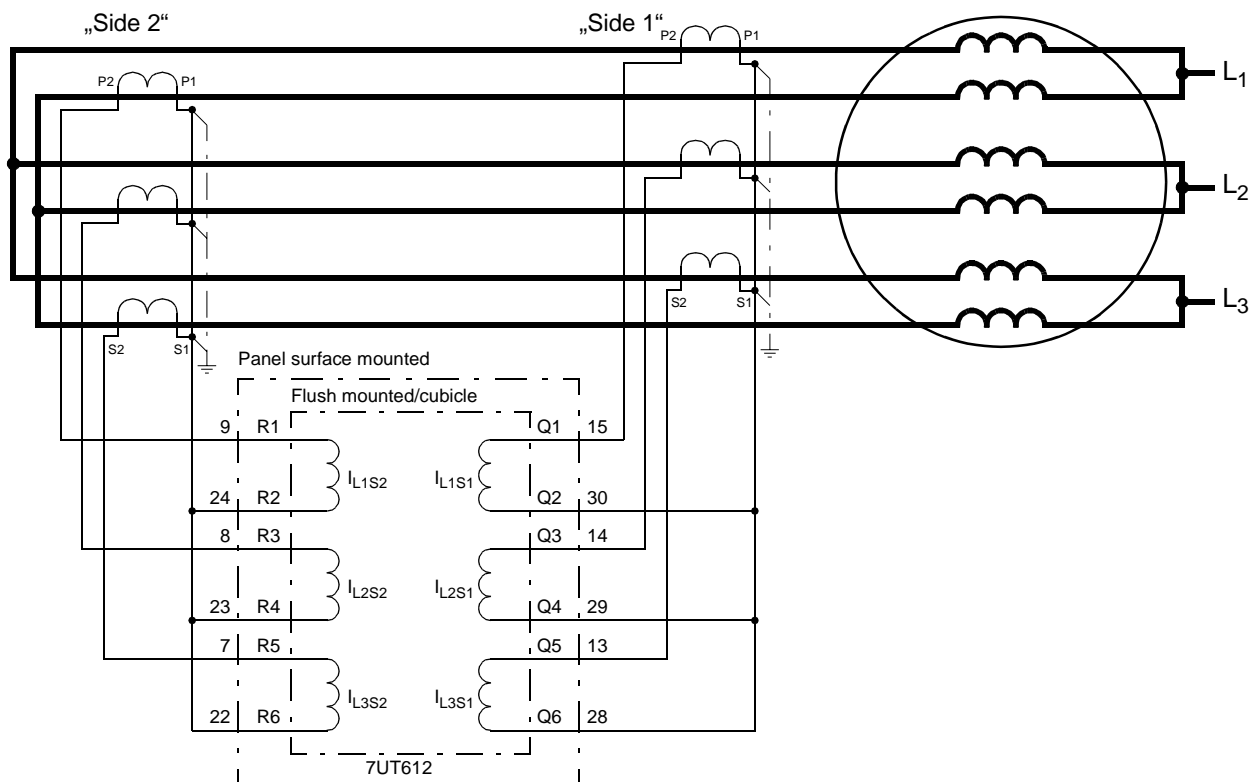 „Side 2“ „Side 1“
P2 P1
L1
P2 P1
L2
S2 S1
L3
S2 S1
Panel surface mounted
Flush mounted/cubicle
9 R1 Q1 15
IL1S2 IL1S1
24 R2 Q2 30
8 R3 Q3 14
IL2S2 IL2S1
23 R4 Q4 29
7 R5 Q5 13
IL3S2 IL3S1
22 R6 Q6 28
7UT612